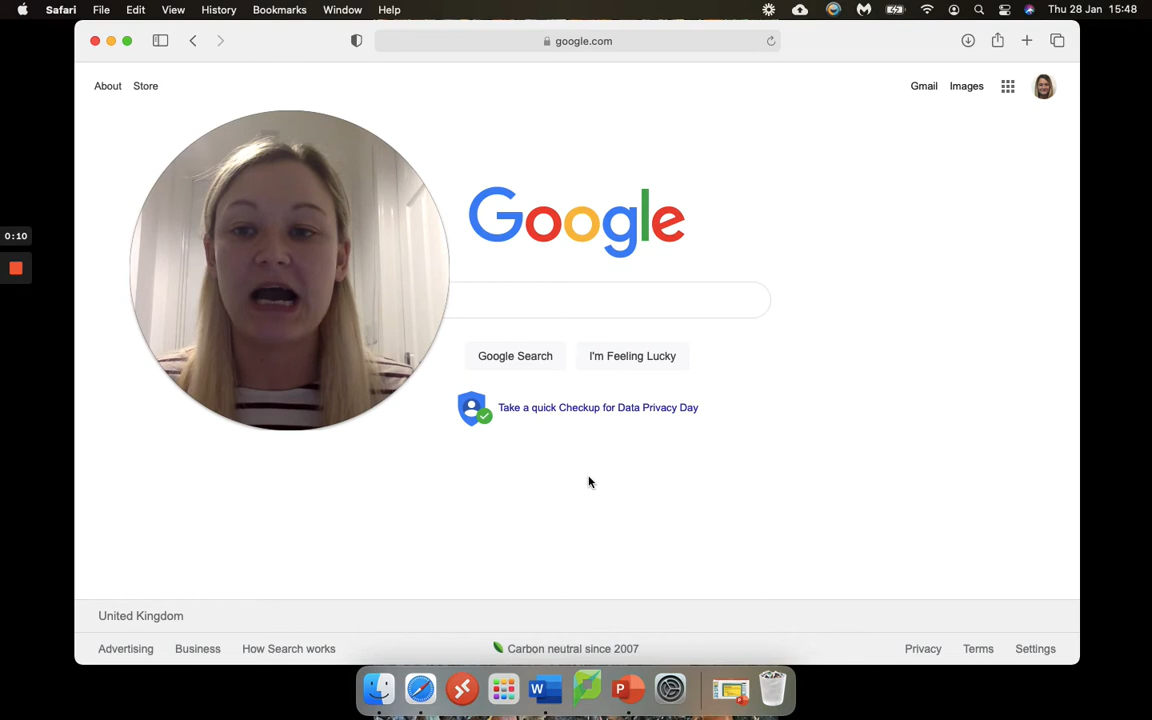 Safari File Edit View History Bookmarks Window Help Thu 28 Jan 15:48
google.com
About Store Gmail Images
Google
0:10
Google Search I'm Feeling Lucky
Take a quick Checkup for Data Privacy Day
United Kingdom
Advertising Business How Search works Carbon neutral since 2007 Privacy Terms Settings
W P